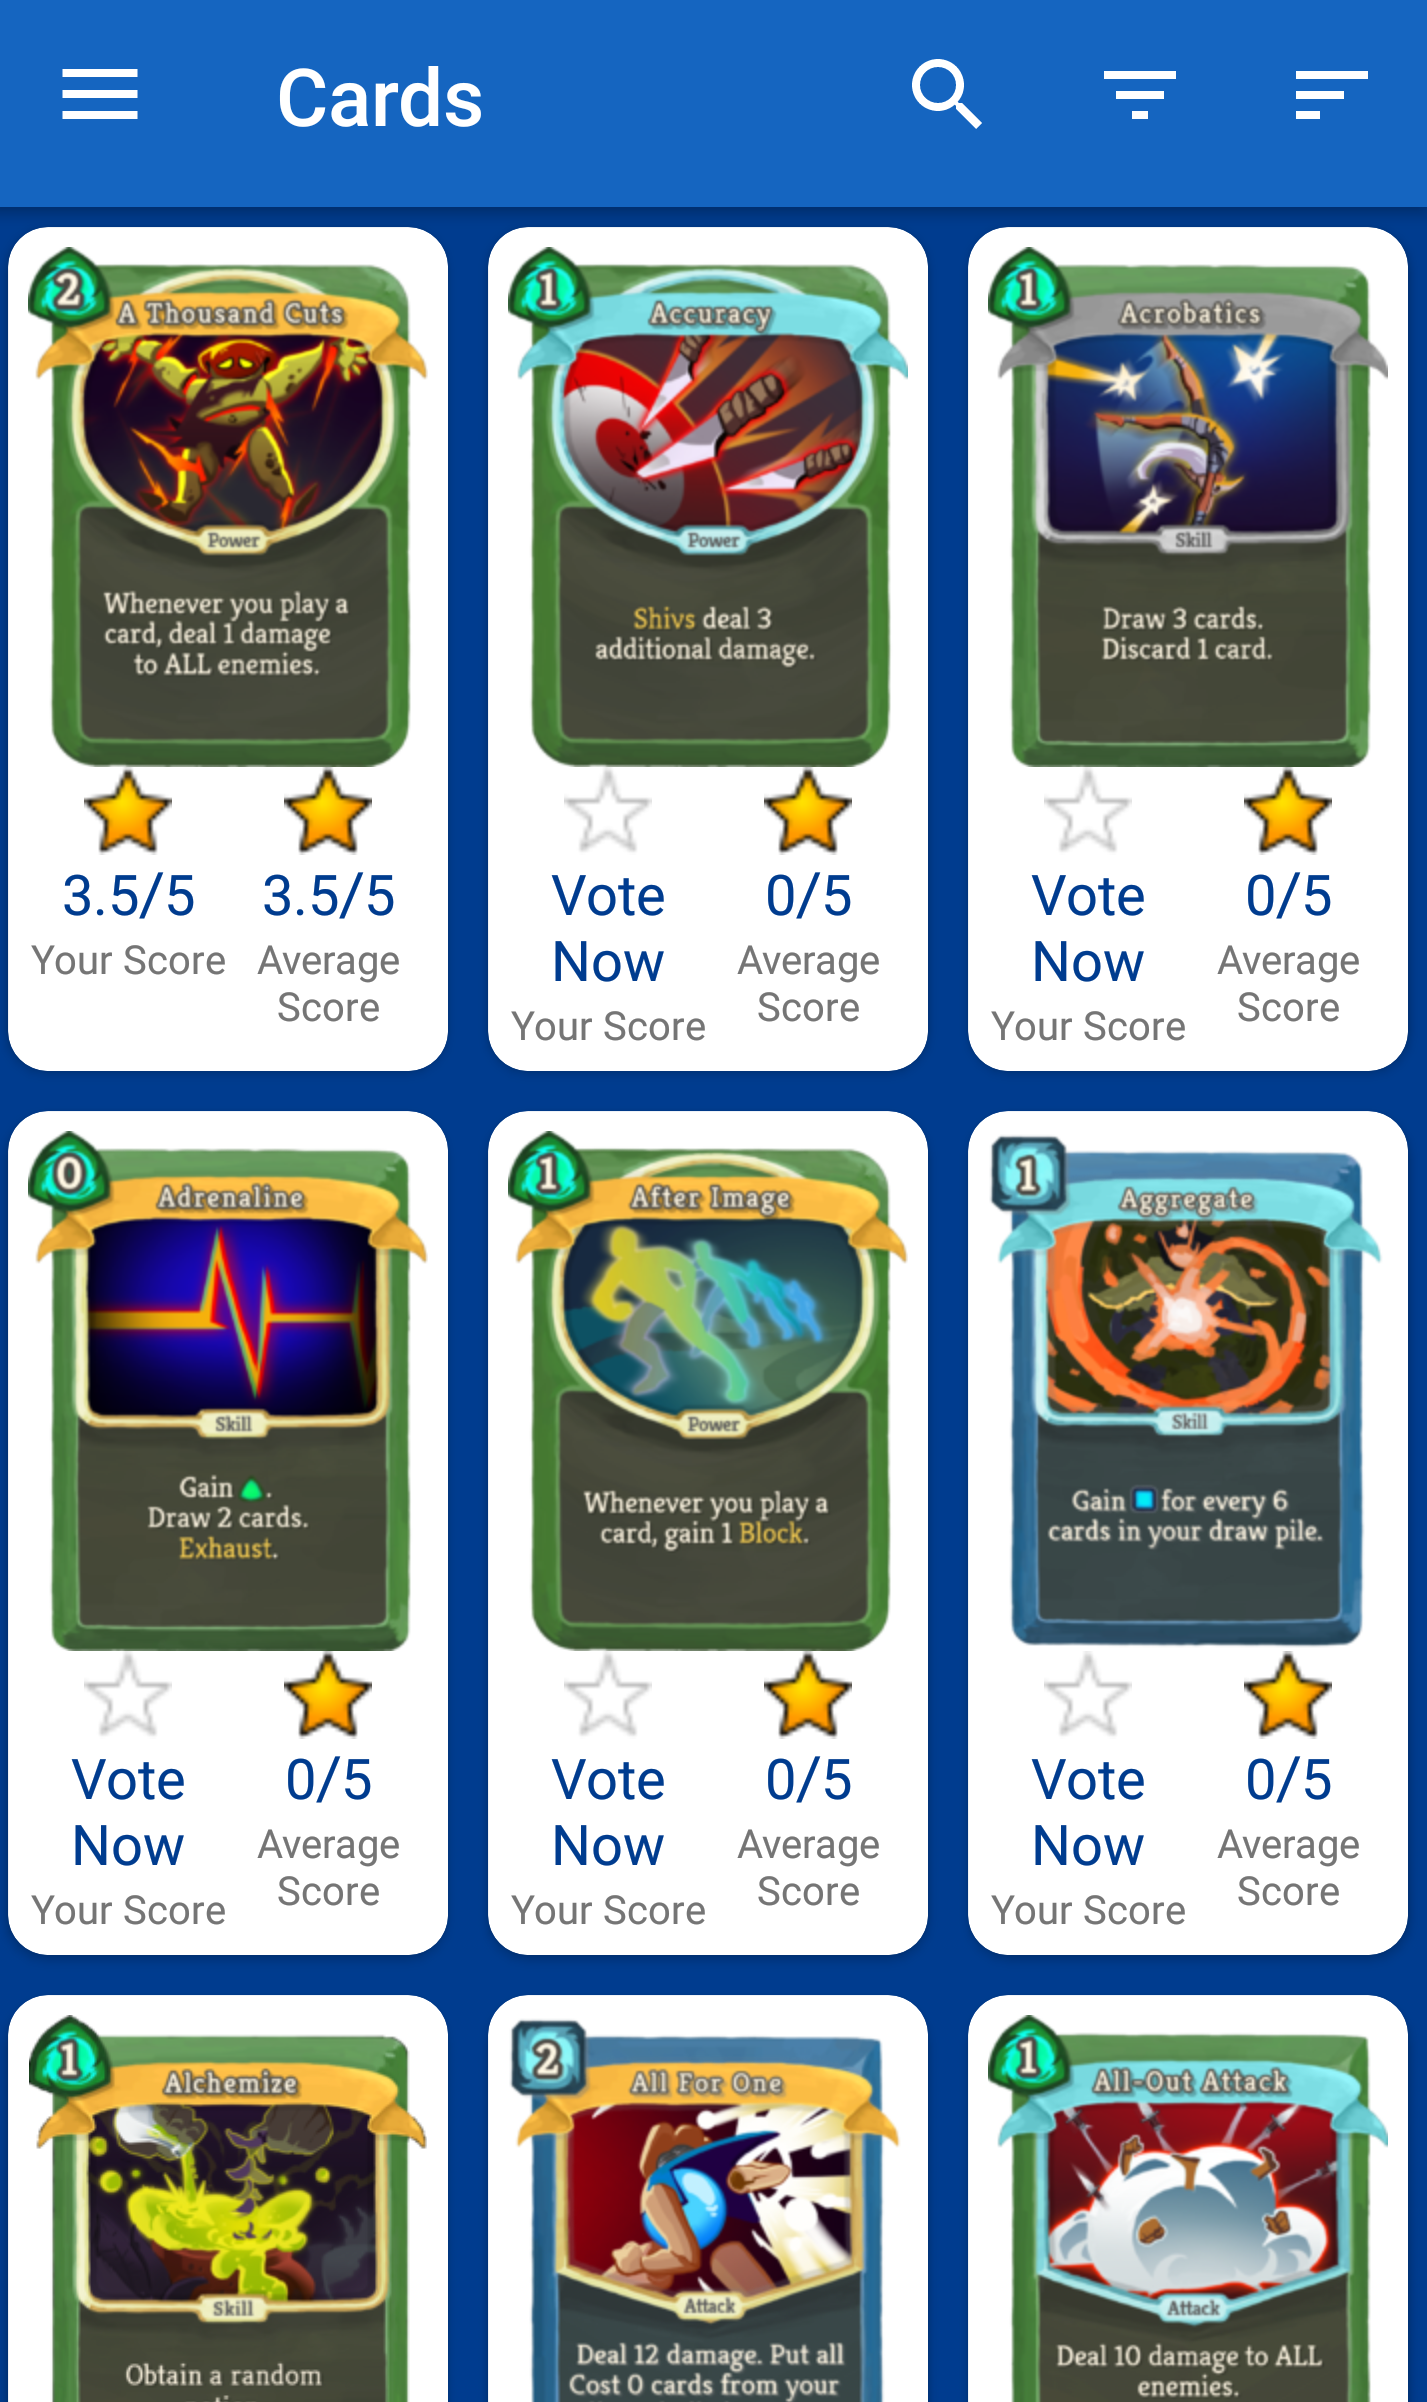 Cards
2
A Thousand Cuts
Power
Whenever you play a
card, deal 1 damage
to ALL enemies.
3.5/5
Your Score
3.5/5
Average
Score
1
Accuracy
Power
Shivs deal 3
additional damage.
Vote
Now
Your Score
0/5
Average
Score
1
Acrobatics
Skill
Draw 3 cards.
Discard 1 card.
Vote
Now
Your Score
0/5
Average
Score
0
Adrenaline
Skill
Gain .
Draw 2 cards.
Exhaust.
Vote
Now
Your Score
0/5
Average
Score
1
After Image
Power
Whenever you play a
card, gain 1 Block.
Vote
Now
Your Score
0/5
Average
Score
1
Aggregate
Skill
Gain for every 6
cards in your draw pile.
Vote
Now
Your Score
0/5
Average
Score
1
Alchemize
Skill
Obtain a random
2
All For One
Attack
Deal 12 damage. Put all
Cost 0 cards from your
1
All-Out Attack
Attack
Deal 10 damage to ALL
enemies.